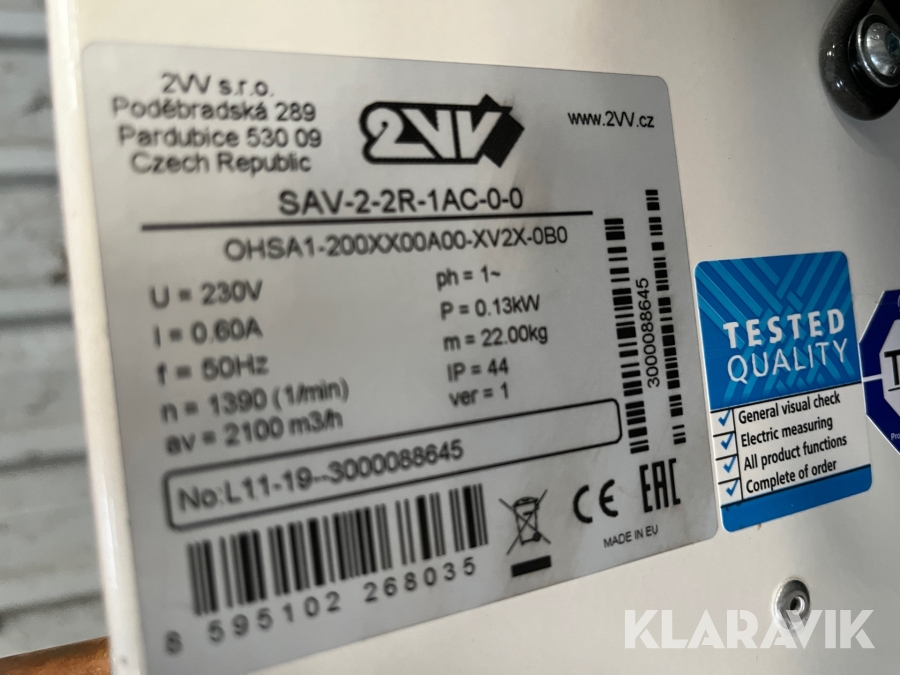 2VV s.r.o.
Poděbradská 289
Pardubice 530 09
Czech Republic
2VV
www.2VV.cz
SAV-2-2R-1AC-0-0
OHSA1-200XX00A00-XV2X-0B0
U = 230V
I = 0.60A
f = 50Hz
n = 1390 (1/min)
av = 2100 m3/h
ph = 1~
P = 0.13kW
m = 22.00kg
IP = 44
ver = 1
3000088645
No:L11-19--3000088645
8 595102 268035
CE
EAC
MADE IN EU
TESTED
QUALITY
General visual check
Electric measuring
All product functions
Complete of order
KLARAVIK